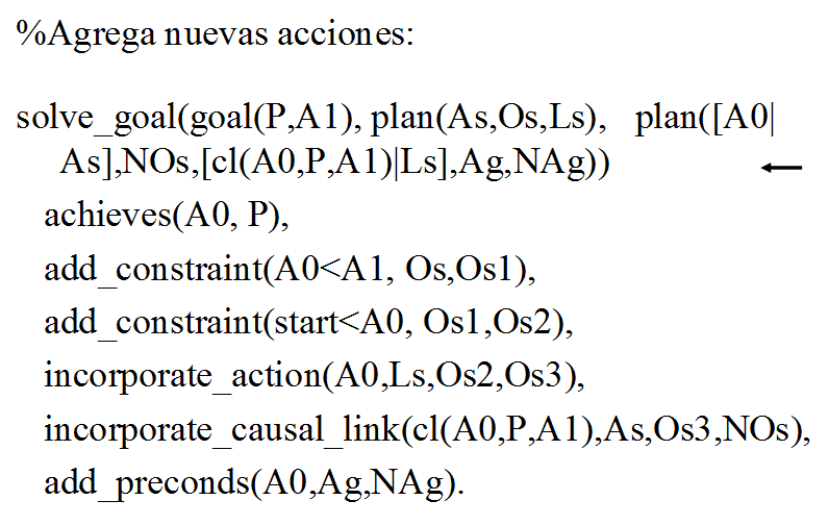 %Agrega nuevas acciones:
solve_goal(goal(P,A1), plan(As,Os,Ls), plan([A0|
As],NOs,[cl(A0,P,A1)|Ls],Ag,NAg)) ←
achieves(A0, P),
add_constraint(A0<A1, Os,Os1),
add_constraint(start<A0, Os1,Os2),
incorporate_action(A0,Ls,Os2,Os3),
incorporate_causal_link(cl(A0,P,A1),As,Os3,NOs),
add_preconds(A0,Ag,NAg).